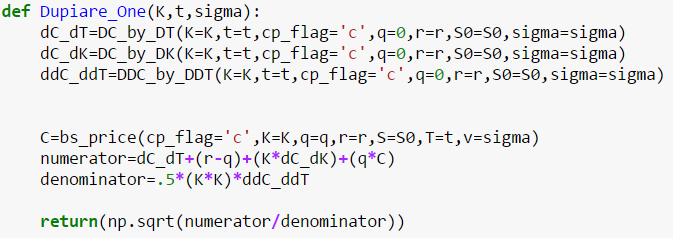 def Dupiare_One(K,t,sigma):
    dC_dT=DC_by_DT(K=K,t=t,cp_flag='c',q=0,r=r,S0=S0,sigma=sigma)
    dC_dK=DC_by_DK(K=K,t=t,cp_flag='c',q=0,r=r,S0=S0,sigma=sigma)
    ddC_ddT=DDC_by_DDT(K=K,t=t,cp_flag='c',q=0,r=r,S0=S0,sigma=sigma)
    C=bs_price(cp_flag='c',K=K,q=q,r=r,S=S0,T=t,v=sigma)
    numerator=dC_dT+(r-q)+(K*dC_dK)+(q*C)
    denominator=.5*(K*K)*ddC_ddT
    return(np.sqrt(numerator/denominator))